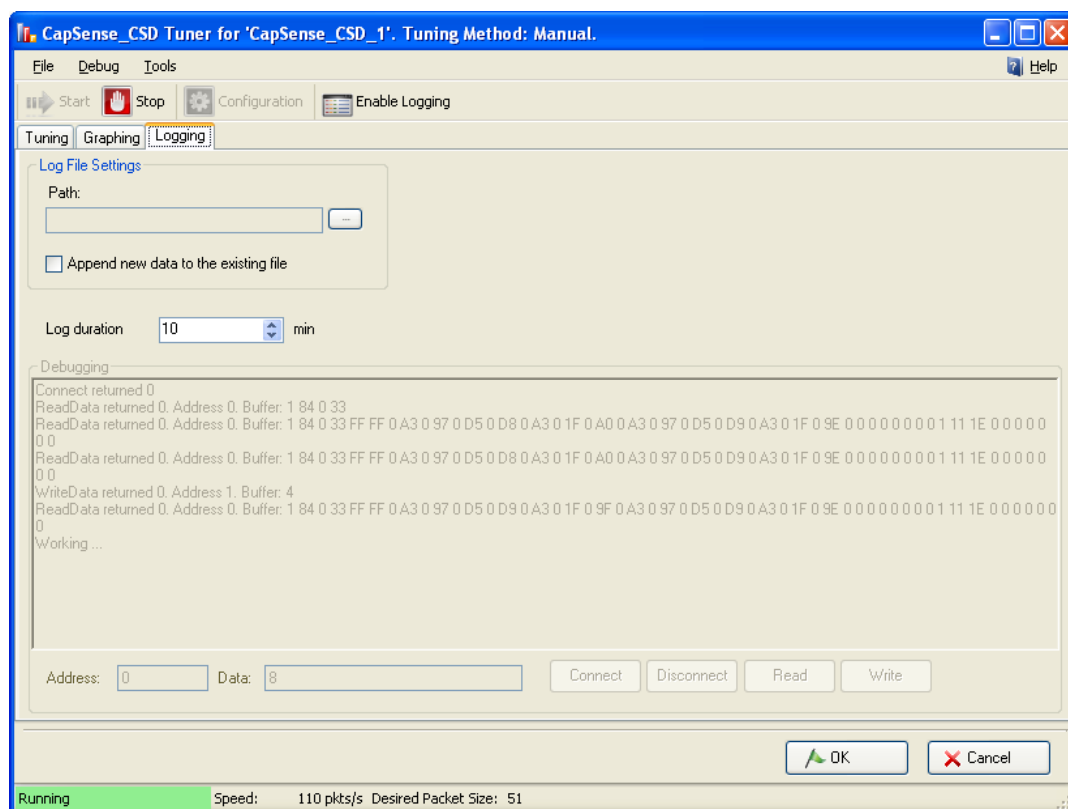 CapSense_CSD Tuner for 'CapSense_CSD_1'. Tuning Method: Manual.
File Debug Tools Help
Start Stop Configuration Enable Logging
Tuning Graphing Logging
Log File Settings
Path:
...
Append new data to the existing file
Log duration 10 min
Debugging
Connect returned 0
ReadData returned 0. Address 0. Buffer: 1 84 0 33
ReadData returned 0. Address 0. Buffer: 1 84 0 33 FF FF 0 A3 0 97 0 D5 0 D8 0 A3 0 1F 0 A0 0 A3 0 97 0 D5 0 D9 0 A3 0 1F 0 9E 0 0 0 0 0 0 0 0 1 11 1E 0 0 0 0 0
0 0
ReadData returned 0. Address 0. Buffer: 1 84 0 33 FF FF 0 A3 0 97 0 D5 0 D8 0 A3 0 1F 0 A0 0 A3 0 97 0 D5 0 D9 0 A3 0 1F 0 9E 0 0 0 0 0 0 0 0 1 11 1E 0 0 0 0 0
0 0
WriteData returned 0. Address 1. Buffer: 4
ReadData returned 0. Address 0. Buffer: 1 84 0 33 FF FF 0 A3 0 97 0 D5 0 D9 0 A3 0 1F 0 9F 0 A3 0 97 0 D5 0 D9 0 A3 0 1F 0 9E 0 0 0 0 0 0 0 0 1 11 1E 0 0 0 0 0 0
0
Working ...
Address: 0 Data: 8 Connect Disconnect Read Write
OK Cancel
Running Speed: 110 pkts/s Desired Packet Size: 51